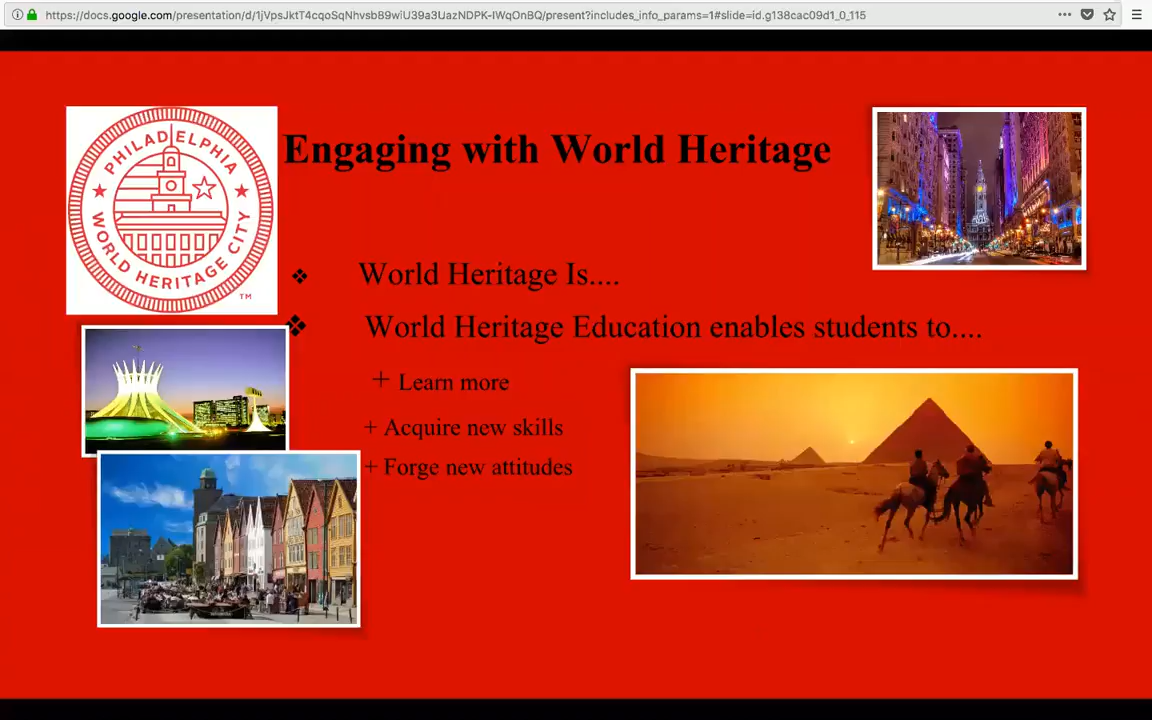 https://docs.google.com/presentation/d/1jVpsJktT4cqoSqNhvsb89wiU39a3UazNDPK-IWqOnBQ/present?includes_info_params=1#slide=id.g138cac09d1_0_115
PHILADELPHIA
WORLD HERITAGE CITY
TM
Engaging with World Heritage
❖ World Heritage Is....
❖ World Heritage Education enables students to....
+ Learn more
+ Acquire new skills
+ Forge new attitudes